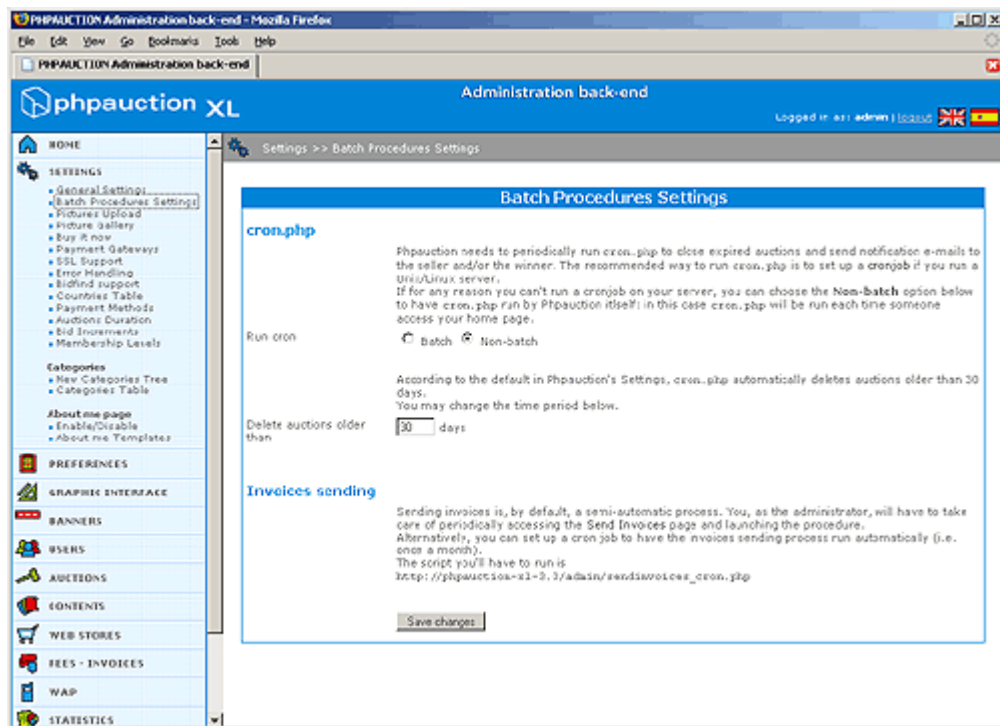 PHPAUCTION Administration back-end - Mozilla Firefox
File Edit View Go Bookmarks Tools Help
PHPAUCTION Administration back-end
phpauction XL
Administration back-end
Logged in as: admin | logout
HOME
SETTINGS
General Settings
Batch Procedures Settings
Pictures Upload
Picture Gallery
Buy it now
Payment Gateways
SSL Support
Error Handling
Bidfind support
Countries Table
Payment Methods
Auctions Duration
Bid Increments
Membership Levels
Categories
New Categories Tree
Categories Table
About me page
Enable/Disable
About me Templates
PREFERENCES
GRAPHIC INTERFACE
BANNERS
USERS
AUCTIONS
CONTENTS
WEB STORES
FEES - INVOICES
WAP
STATISTICS
Settings >> Batch Procedures Settings
Batch Procedures Settings
cron.php
Phpauction needs to periodically run cron.php to close expired auctions and send notification e-mails to
the seller and/or the winner. The recommended way to run cron.php is to set up a cronjob if you run a
Unix/Linux server.
If for any reason you can't run a cronjob on your server, you can choose the Non-batch option below
to have cron.php run by Phpauction itself: in this case cron.php will be run each time someone
access your home page.
Run cron
Batch Non-batch
According to the default in Phpauction's Settings, cron.php automatically deletes auctions older than 30
days.
You may change the time period below.
Delete auctions older
than
30 days
Invoices sending
Sending invoices is, by default, a semi-automatic process. You, as the administrator, will have to take
care of periodically accessing the Send Invoices page and launching the procedure.
Alternatively, you can set up a cron job to have the invoices sending process run automatically (i.e.
once a month).
The script you'll have to run is
http://phpauction-xl-3.3/admin/sendinvoices_cron.php
Save changes